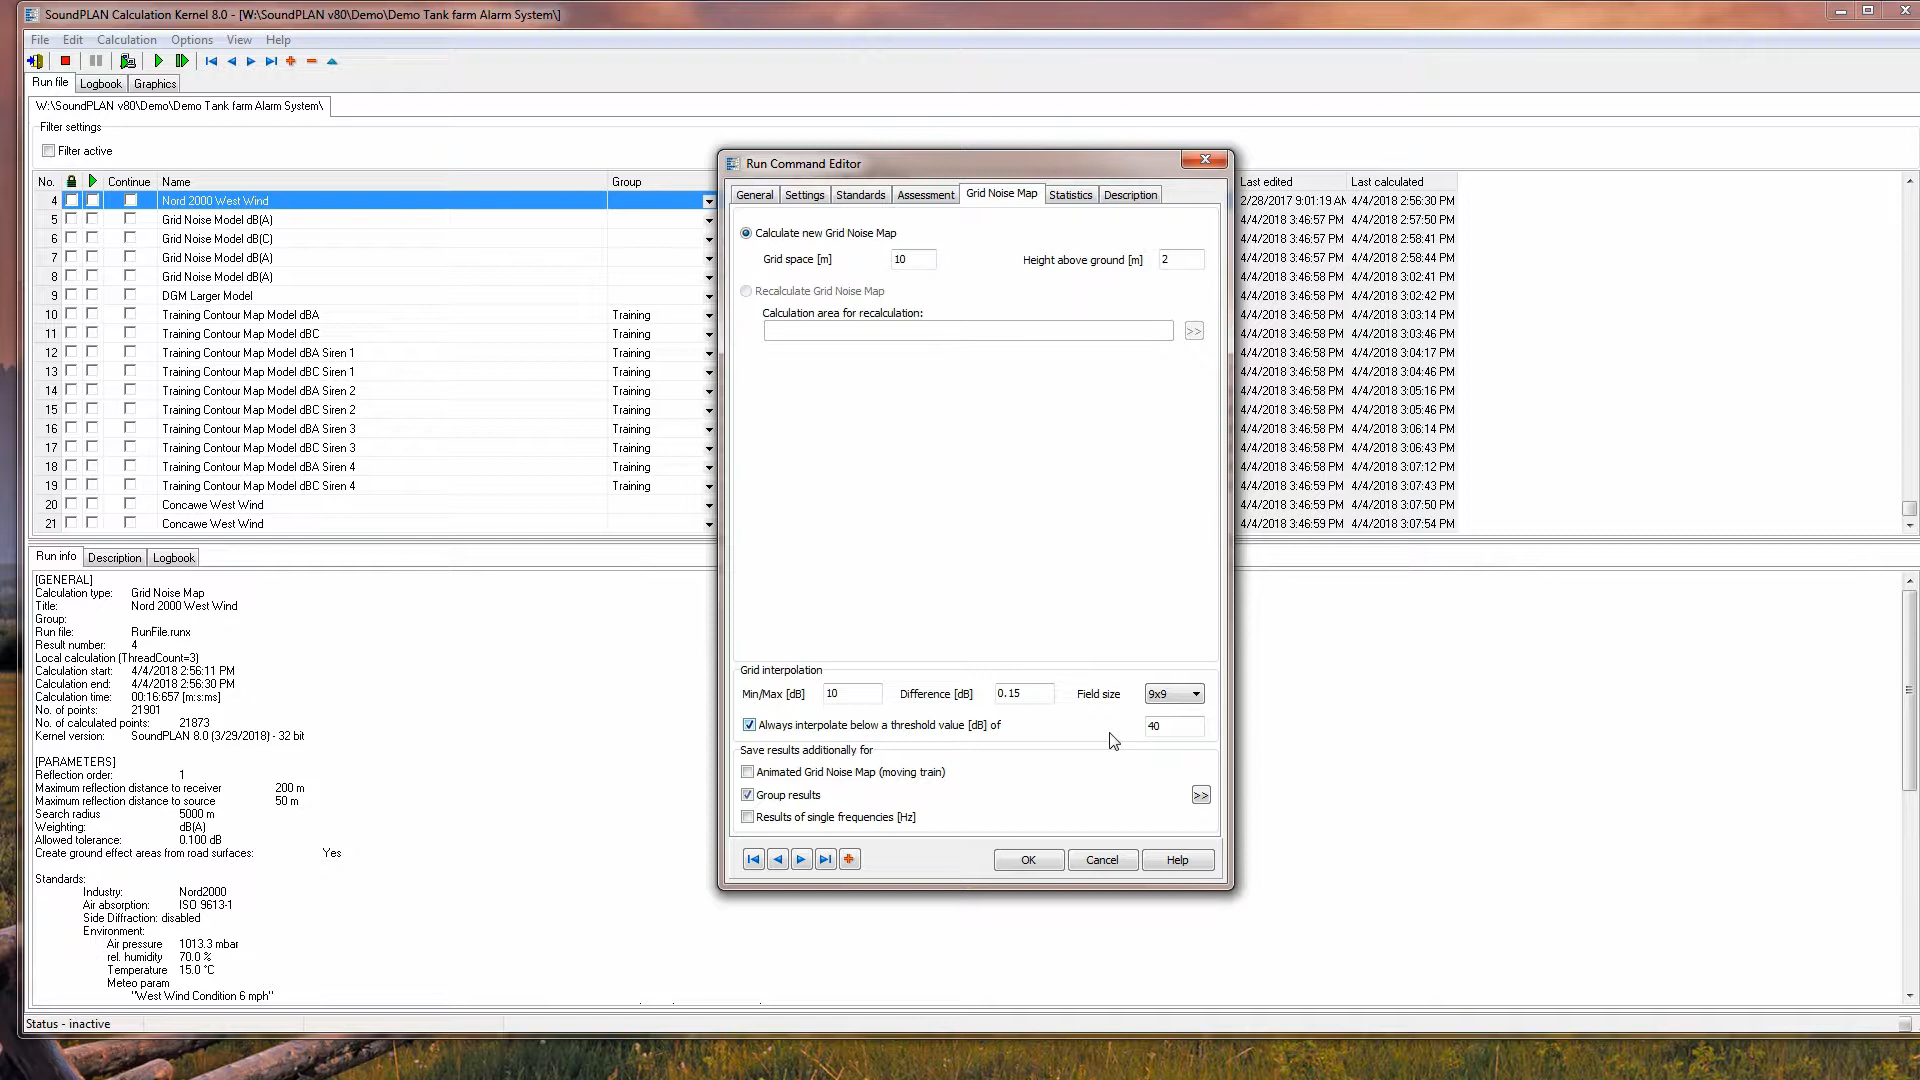 SoundPLAN Calculation Kernel 8.0 - [W:\SoundPLAN v80\Demo\Demo Tank farm Alarm System\]
File Edit Calculation Options View Help
Run file Logbook Graphics
W:\SoundPLAN v80\Demo\Demo Tank farm Alarm System\
Filter settings
Filter active
No. Continue Name Group Last edited Last calculated
4 Nord 2000 West Wind 2/28/2017 9:01:19 AM 4/4/2018 2:56:30 PM
5 Grid Noise Model dB(A) 4/4/2018 3:46:57 PM 4/4/2018 2:57:50 PM
6 Grid Noise Model dB(C) 4/4/2018 3:46:57 PM 4/4/2018 2:58:41 PM
7 Grid Noise Model dB(A) 4/4/2018 3:46:57 PM 4/4/2018 2:58:44 PM
8 Grid Noise Model dB(A) 4/4/2018 3:46:58 PM 4/4/2018 3:02:41 PM
9 DGM Larger Model 4/4/2018 3:46:58 PM 4/4/2018 3:02:42 PM
10 Training Contour Map Model dBA Training 4/4/2018 3:46:58 PM 4/4/2018 3:03:14 PM
11 Training Contour Map Model dBC Training 4/4/2018 3:46:58 PM 4/4/2018 3:03:46 PM
12 Training Contour Map Model dBA Siren 1 Training 4/4/2018 3:46:58 PM 4/4/2018 3:04:17 PM
13 Training Contour Map Model dBC Siren 1 Training 4/4/2018 3:46:58 PM 4/4/2018 3:04:46 PM
14 Training Contour Map Model dBA Siren 2 Training 4/4/2018 3:46:58 PM 4/4/2018 3:05:16 PM
15 Training Contour Map Model dBC Siren 2 Training 4/4/2018 3:46:58 PM 4/4/2018 3:05:46 PM
16 Training Contour Map Model dBA Siren 3 Training 4/4/2018 3:46:58 PM 4/4/2018 3:06:14 PM
17 Training Contour Map Model dBC Siren 3 Training 4/4/2018 3:46:58 PM 4/4/2018 3:06:43 PM
18 Training Contour Map Model dBA Siren 4 Training 4/4/2018 3:46:58 PM 4/4/2018 3:07:12 PM
19 Training Contour Map Model dBC Siren 4 Training 4/4/2018 3:46:59 PM 4/4/2018 3:07:43 PM
20 Concawe West Wind 4/4/2018 3:46:59 PM 4/4/2018 3:07:50 PM
21 Concawe West Wind 4/4/2018 3:46:59 PM 4/4/2018 3:07:54 PM
Run info Description Logbook
[GENERAL]
Calculation type: Grid Noise Map
Title: Nord 2000 West Wind
Group:
Run file: RunFile.runx
Result number: 4
Local calculation (ThreadCount=3)
Calculation start: 4/4/2018 2:56:11 PM
Calculation end: 4/4/2018 2:56:30 PM
Calculation time: 00:16:657 [m:s:ms]
No. of points: 21901
No. of calculated points: 21873
Kernel version: SoundPLAN 8.0 (3/29/2018) - 32 bit
[PARAMETERS]
Reflection order: 1
Maximum reflection distance to receiver 200 m
Maximum reflection distance to source 50 m
Search radius 5000 m
Weighting: dB(A)
Allowed tolerance: 0.100 dB
Create ground effect areas from road surfaces: Yes
Standards:
Industry: Nord2000
Air absorption: ISO 9613-1
Side Diffraction: disabled
Environment:
Air pressure 1013.3 mbar
rel. humidity 70.0 %
Temperature 15.0 °C
Meteo param
"West Wind Condition 6 mph"
Status - inactive
Run Command Editor
General Settings Standards Assessment Grid Noise Map Statistics Description
Calculate new Grid Noise Map
Grid space [m] 10 Height above ground [m] 2
Recalculate Grid Noise Map
Calculation area for recalculation:
>>
Grid interpolation
Min/Max [dB] 10 Difference [dB] 0.15 Field size 9x9
Always interpolate below a threshold value [dB] of 40
Save results additionally for
Animated Grid Noise Map (moving train)
Group results >>
Results of single frequencies [Hz]
OK Cancel Help